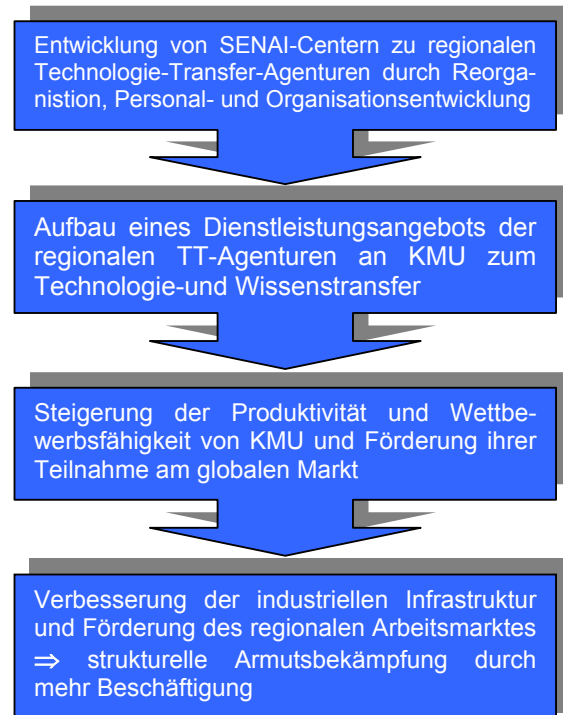 Entwicklung von SENAI-Centern zu regionalen
Technologie-Transfer-Agenturen durch Reorga-
nistion, Personal- und Organisationsentwicklung
Aufbau eines Dienstleistungsangebots der
regionalen TT-Agenturen an KMU zum
Technologie-und Wissenstransfer
Steigerung der Produktivität und Wettbe-
werbsfähigkeit von KMU und Förderung ihrer
Teilnahme am globalen Markt
Verbesserung der industriellen Infrastruktur
und Förderung des regionalen Arbeitsmarktes
⇒ strukturelle Armutsbekämpfung durch
mehr Beschäftigung